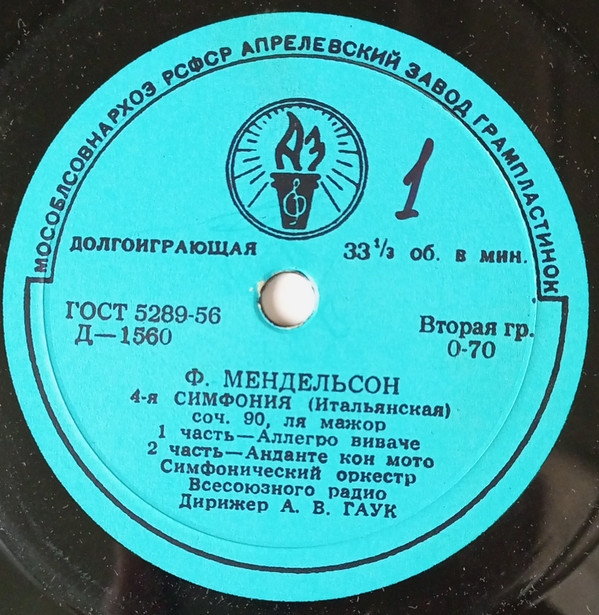 МОСОБЛСОВНАРХОЗ РСФСР АПРЕЛЕВСКИЙ ЗАВОД ГРАМПЛАСТИНОК
АЗ
1
ДОЛГОИГРАЮЩАЯ
33 1/3 об. в мин.
ГОСТ 5289-56
Д—1560
Вторая гр.
0-70
Ф. МЕНДЕЛЬСОН
4-я СИМФОНИЯ (Итальянская)
соч. 90, ля мажор
1 часть—Аллегро виваче
2 часть—Анданте кон мото
Симфонический оркестр
Всесоюзного радио
Дирижер А. В. ГАУК